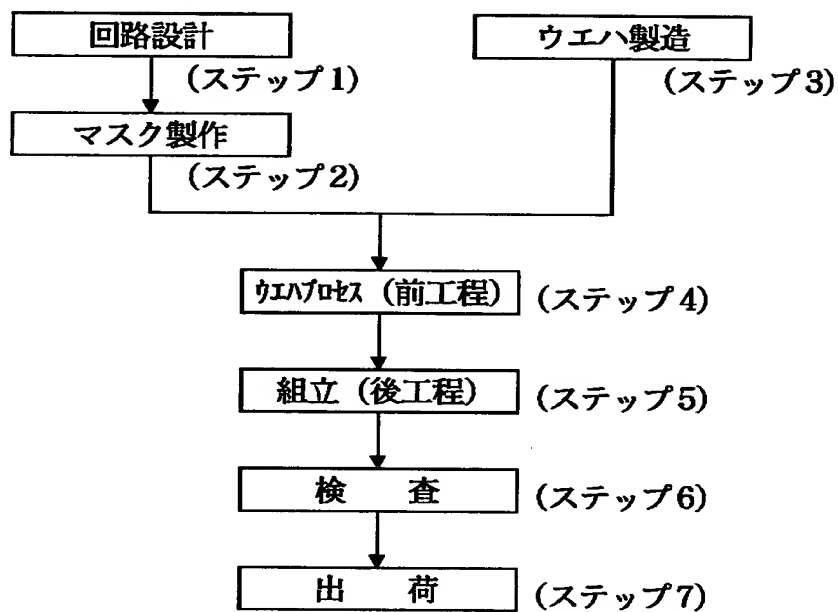 回路設計
(ステップ1)
マスク製作
(ステップ2)
ウエハ製造
(ステップ3)
ｳｴﾊﾌﾟﾛｾｽ (前工程)
(ステップ4)
組立 (後工程)
(ステップ5)
検　査
(ステップ6)
出　荷
(ステップ7)